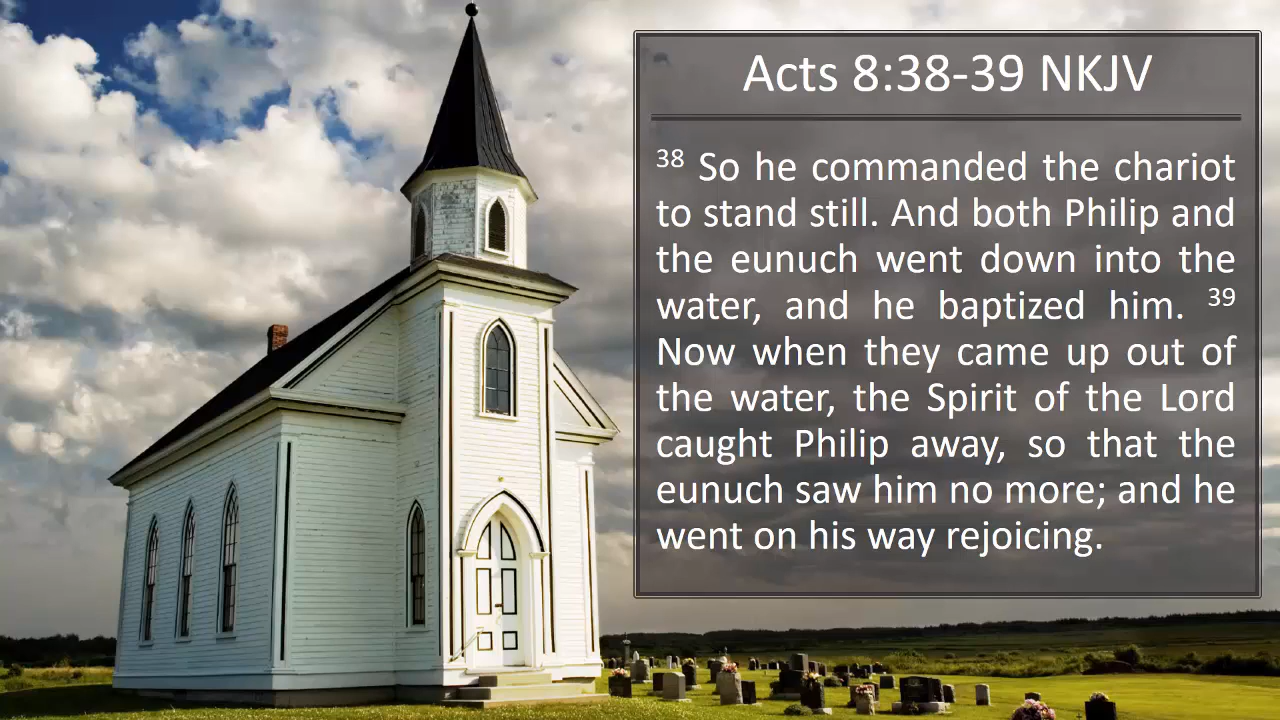 Acts 8:38-39 NKJV
38 So he commanded the chariot
to stand still. And both Philip and
the eunuch went down into the
water, and he baptized him. 39
Now when they came up out of
the water, the Spirit of the Lord
caught Philip away, so that the
eunuch saw him no more; and he
went on his way rejoicing.